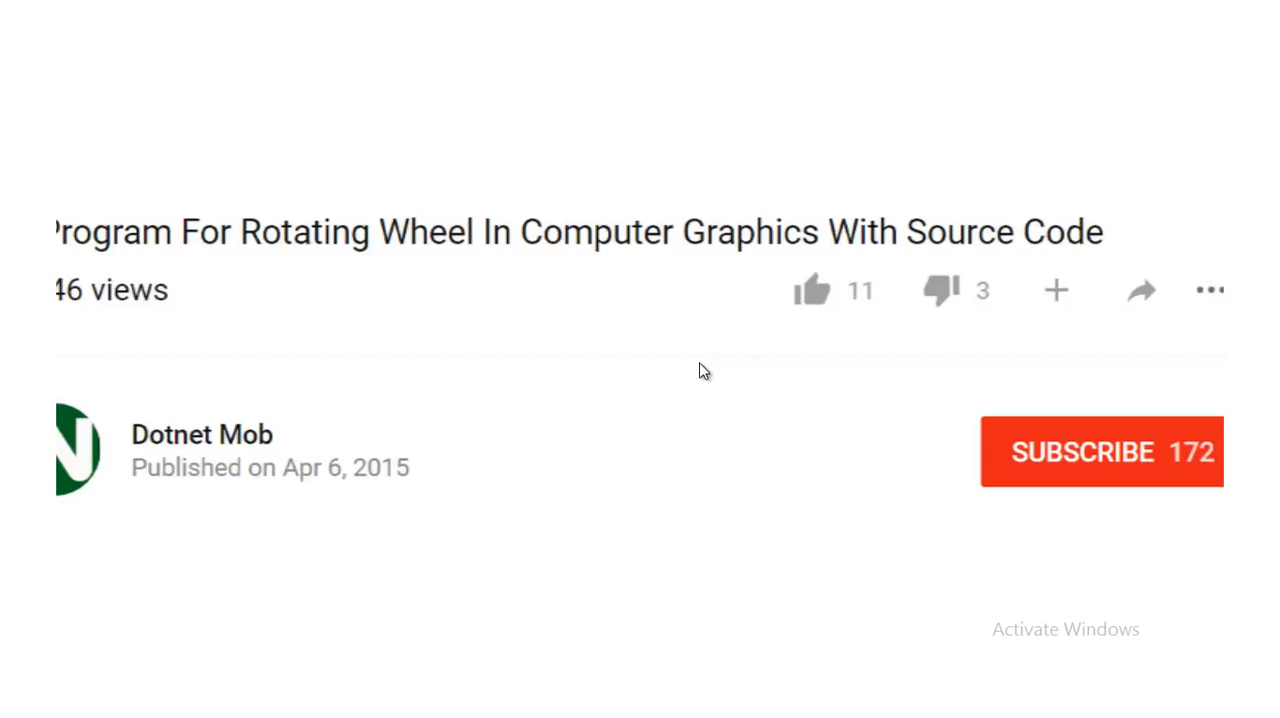 Program For Rotating Wheel In Computer Graphics With Source Code
46 views
11
3
Dotnet Mob
Published on Apr 6, 2015
SUBSCRIBE 172
Activate Windows